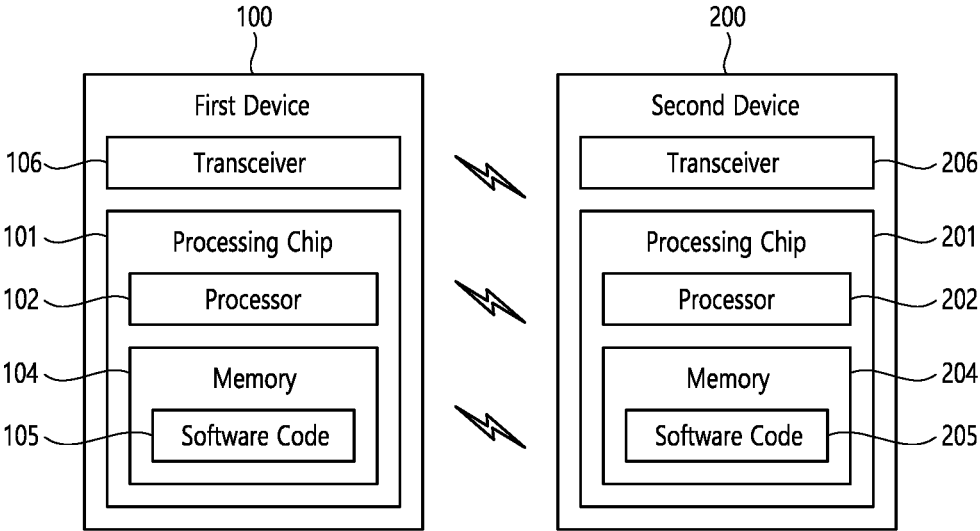 100
200
First Device
Second Device
106
Transceiver
Transceiver
206
101
Processing Chip
Processing Chip
201
102
Processor
Processor
202
104
Memory
Memory
204
105
Software Code
Software Code
205